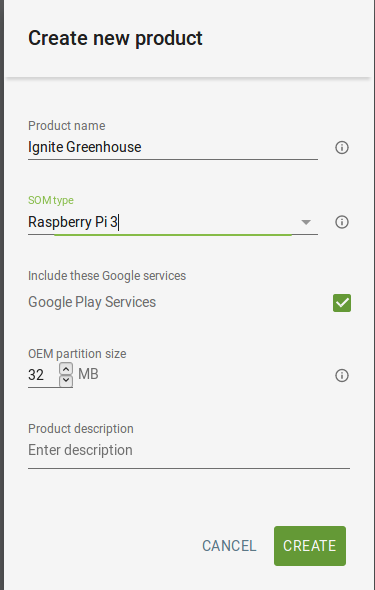 Create new product
Product name
Ignite Greenhouse
SOM type
Raspberry Pi 3
Include these Google services
Google Play Services
OEM partition size
32 MB
Product description
Enter description
CANCEL CREATE